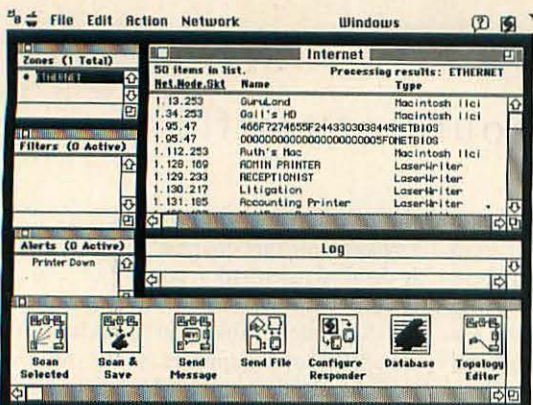 File Edit Action Network Windows
Zones (1 Total)
ETHERNET
Filters (0 Active)
Alerts (0 Active)
Printer Down
Internet
50 items in list. Processing results: ETHERNET
Net.Node.Skt Name Type
1.13.253 GuruLand Macintosh IIci
1.34.253 Gail's HD Macintosh IIci
1.95.47 466F7274655F2443303038445NETBIOS
1.95.47 00000000000000000000005F0NETBIOS
1.112.253 Ruth's Mac Macintosh IIci
1.128.169 ADMIN PRINTER LaserWriter
1.129.233 RECEPTIONIST LaserWriter
1.130.217 Litigation LaserWriter
1.131.185 Accounting Printer LaserWriter
Log
Scan Selected
Scan & Save
Send Message
Send File
Configure Responder
Database
Topology Editor